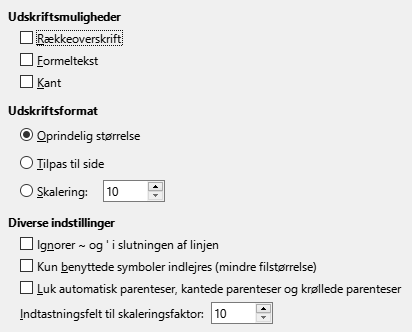 Udskriftsmuligheder
Rækkeoverskrift
Formeltekst
Kant
Udskriftsformat
Oprindelig størrelse
Tilpas til side
Skalering: 10
Diverse indstillinger
Ignorer ~ og ' i slutningen af linjen
Kun benyttede symboler indlejres (mindre filstørrelse)
Luk automatisk parenteser, kantede parenteser og krøllede parenteser
Indtastningsfelt til skaleringsfaktor: 10